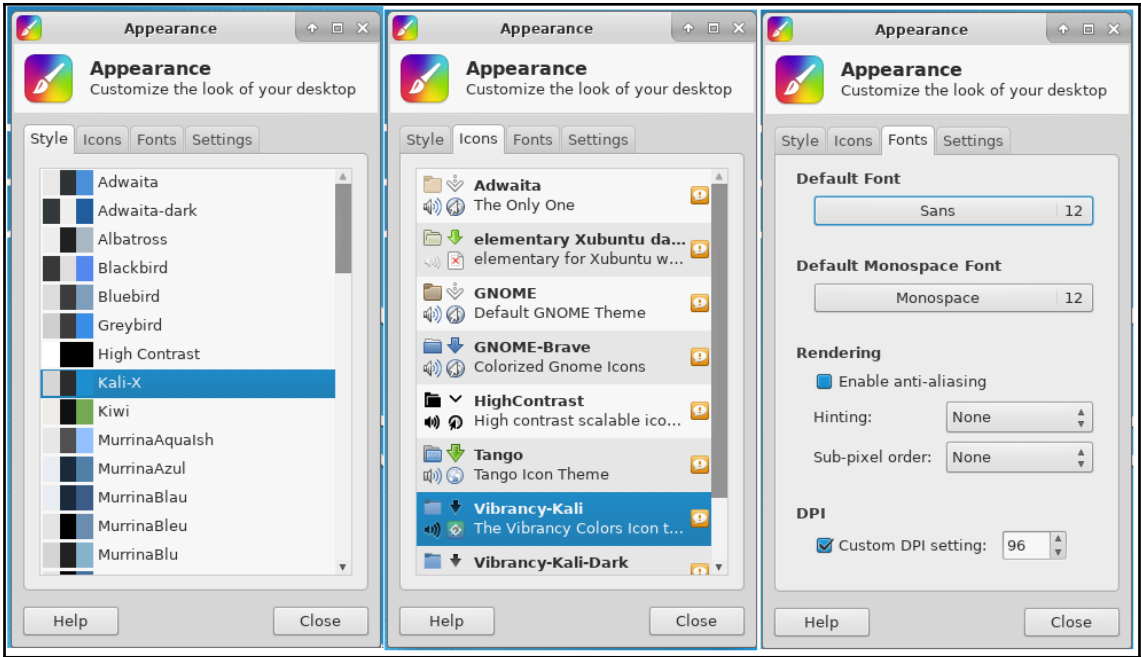 Appearance
Appearance
Customize the look of your desktop
Style Icons Fonts Settings
Adwaita
Adwaita-dark
Albatross
Blackbird
Bluebird
Greybird
High Contrast
Kali-X
Kiwi
MurrinaAquaIsh
MurrinaAzul
MurrinaBlau
MurrinaBleu
MurrinaBlu
Help Close
Appearance
Appearance
Customize the look of your desktop
Style Icons Fonts Settings
Adwaita
The Only One
elementary Xubuntu da...
elementary for Xubuntu w...
GNOME
Default GNOME Theme
GNOME-Brave
Colorized Gnome Icons
HighContrast
High contrast scalable ico...
Tango
Tango Icon Theme
Vibrancy-Kali
The Vibrancy Colors Icon t...
Vibrancy-Kali-Dark
Help Close
Appearance
Appearance
Customize the look of your desktop
Style Icons Fonts Settings
Default Font
Sans 12
Default Monospace Font
Monospace 12
Rendering
Enable anti-aliasing
Hinting: None
Sub-pixel order: None
DPI
Custom DPI setting: 96
Help Close